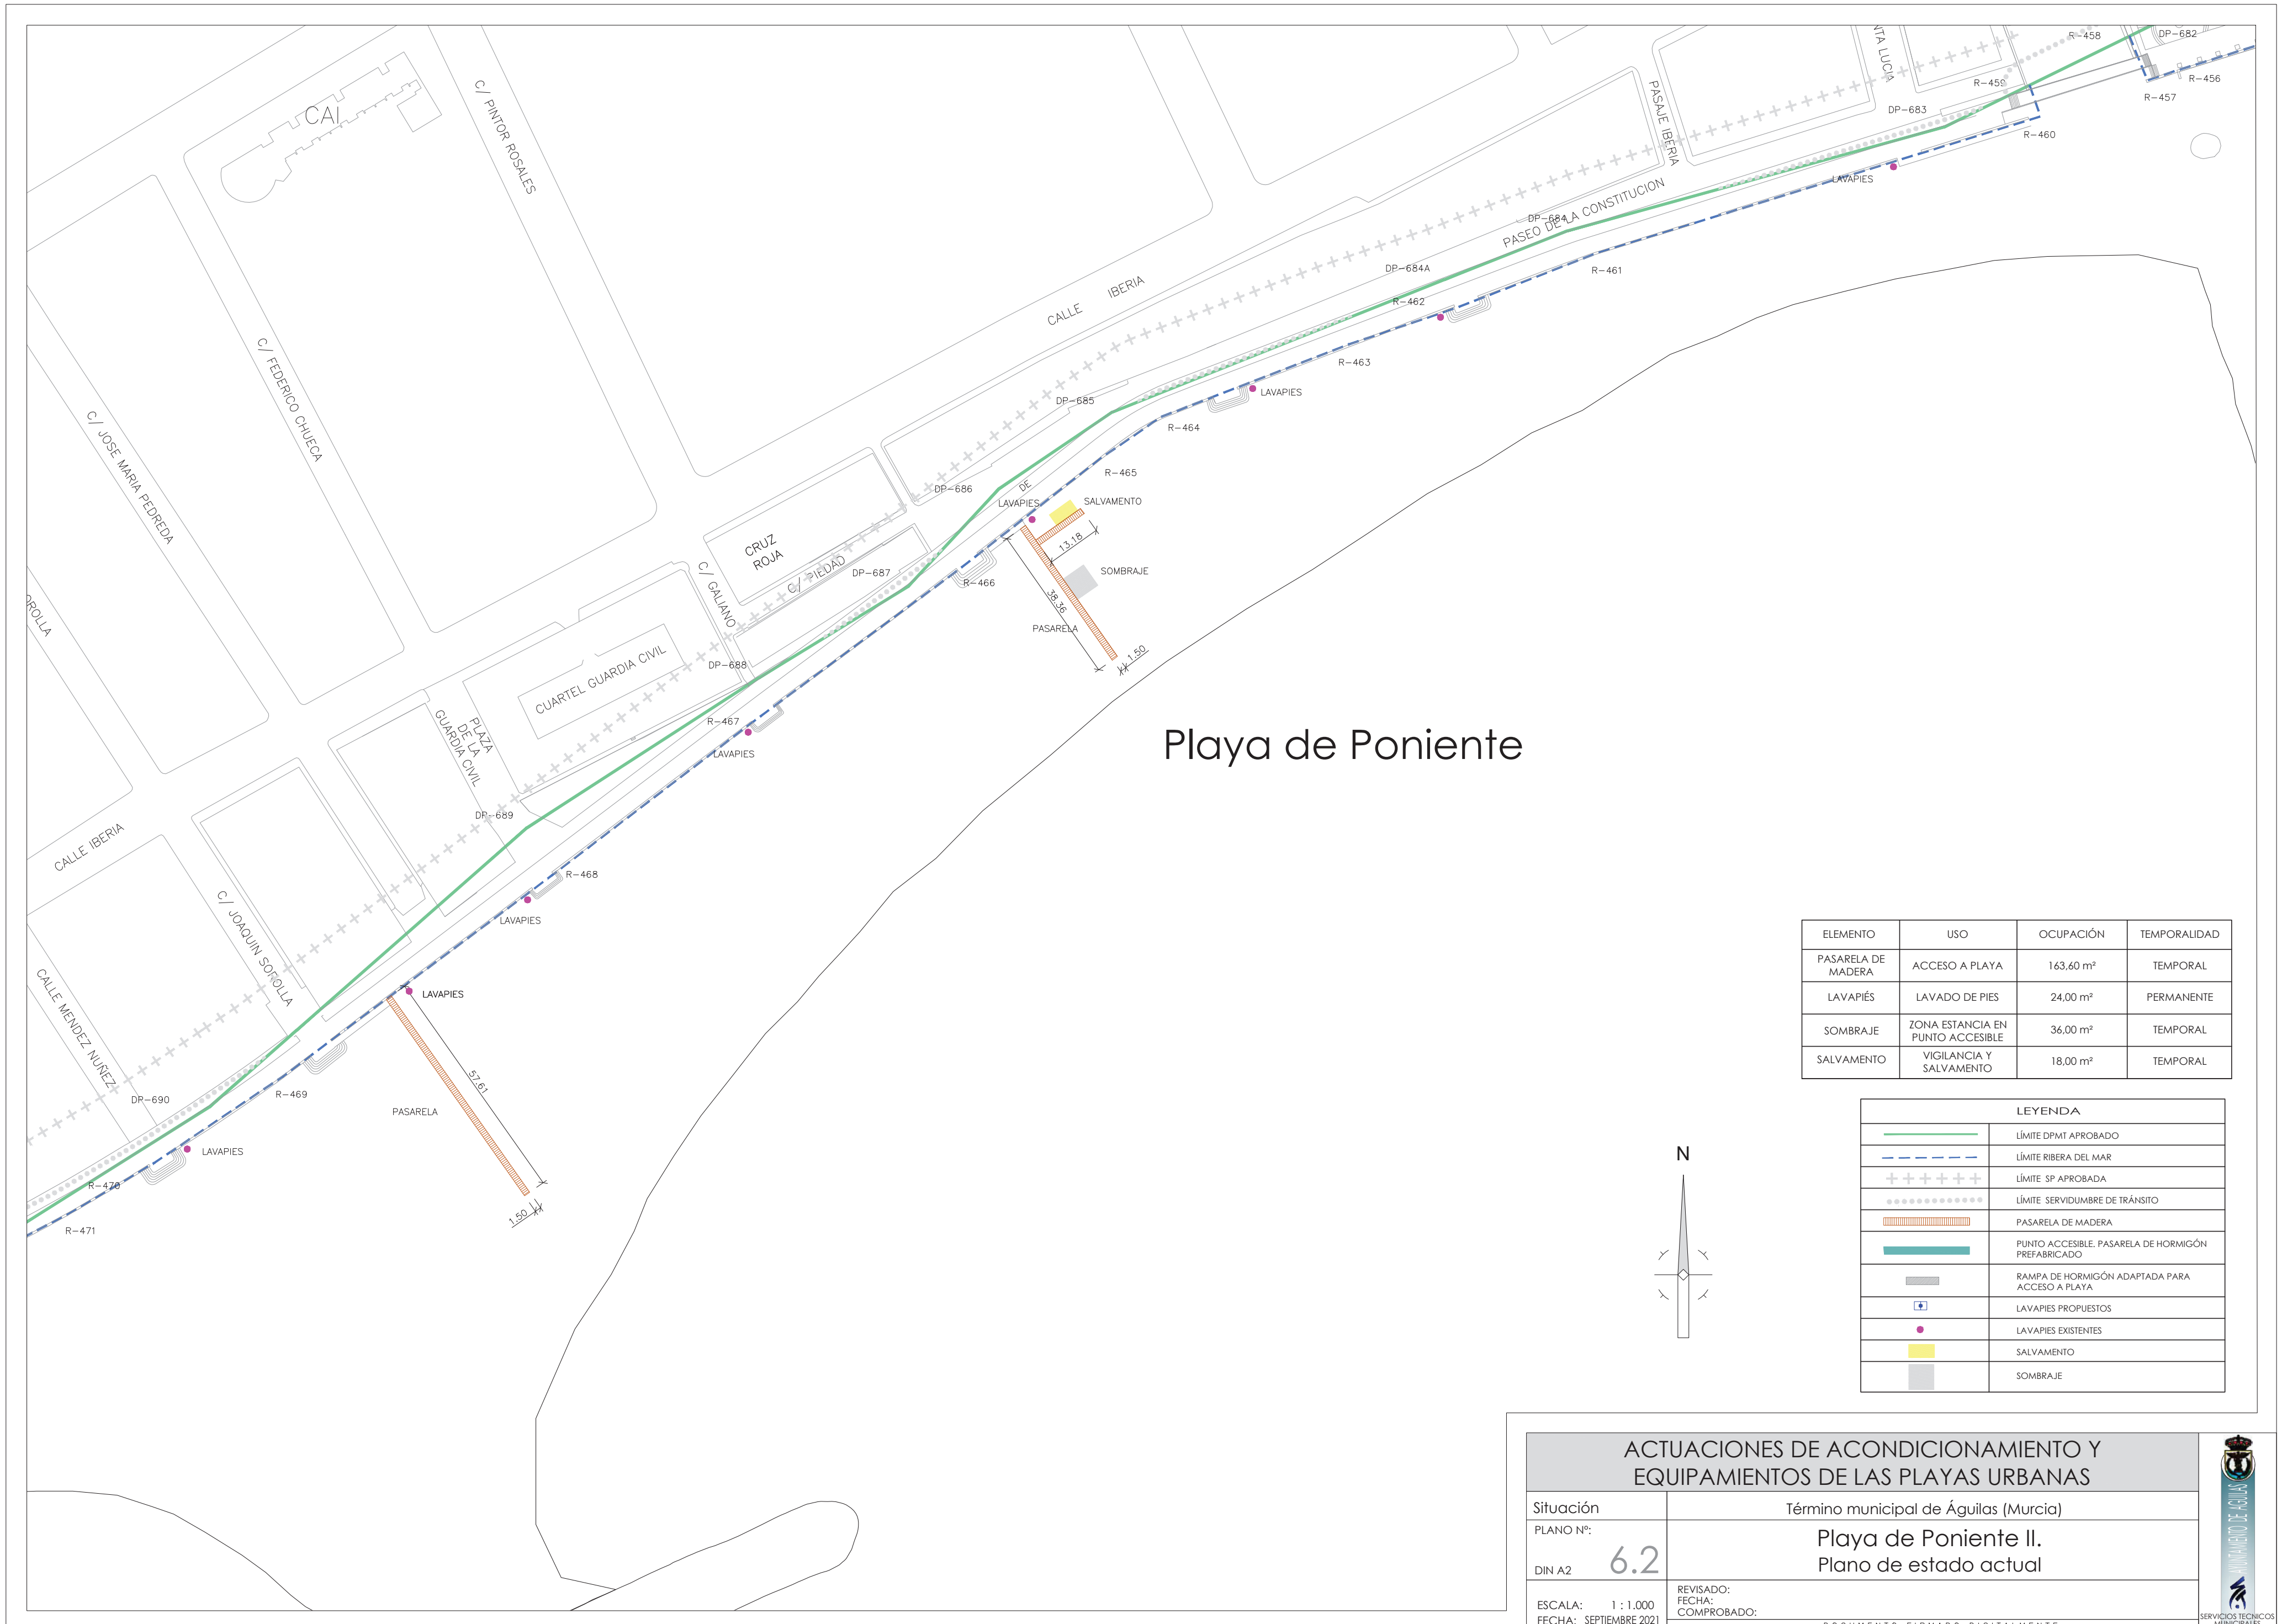 CAI
C/ PINTOR ROSALES
C/ FEDERICO CHUECA
C/ JOSE MARIA PEDREDA
OROLLA
CALLE IBERIA
CALLE MENDEZ NUÑEZ
C/ JOAQUIN SOROLLA
PLAZA
DE LA
GUARDIA CIVIL
CUARTEL GUARDIA CIVIL
C/ GALIANO
CRUZ
ROJA
C/ PIEDAD
CALLE IBERIA
PASEO DE LA CONSTITUCION
PASAJE IBERIA
NTA LUCIA
DE
R-458
DP-682
R-459
R-456
R-457
DP-683
R-460
LAVAPIES
DP-684
R-461
DP-684A
R-462
R-463
LAVAPIES
DP-685
R-464
R-465
DP-686
LAVAPIES
SALVAMENTO
13.18
SOMBRAJE
38.36
PASARELA
1.50
R-466
DP-687
DP-688
R-467
LAVAPIES
DP-689
R-468
LAVAPIES
LAVAPIES
57.61
PASARELA
1.50
R-469
DP-690
LAVAPIES
R-470
R-471
Playa de Poniente
ELEMENTO USO OCUPACIÓN TEMPORALIDAD
PASARELA DE MADERA ACCESO A PLAYA 163,60 m² TEMPORAL
LAVAPIÉS LAVADO DE PIES 24,00 m² PERMANENTE
SOMBRAJE ZONA ESTANCIA EN PUNTO ACCESIBLE 36,00 m² TEMPORAL
SALVAMENTO VIGILANCIA Y SALVAMENTO 18,00 m² TEMPORAL
LEYENDA
LÍMITE DPMT APROBADO
LÍMITE RIBERA DEL MAR
LÍMITE SP APROBADA
LÍMITE SERVIDUMBRE DE TRÁNSITO
PASARELA DE MADERA
PUNTO ACCESIBLE. PASARELA DE HORMIGÓN
PREFABRICADO
RAMPA DE HORMIGÓN ADAPTADA PARA
ACCESO A PLAYA
LAVAPIES PROPUESTOS
LAVAPIES EXISTENTES
SALVAMENTO
SOMBRAJE
N
ACTUACIONES DE ACONDICIONAMIENTO Y
EQUIPAMIENTOS DE LAS PLAYAS URBANAS
Situación
Término municipal de Águilas (Murcia)
PLANO Nº:
6.2
DIN A2
Playa de Poniente II.
Plano de estado actual
ESCALA: 1 : 1.000
FECHA: SEPTIEMBRE 2021
REVISADO:
FECHA:
COMPROBADO:
AYUNTAMIENTO DE AGUILAS
SERVICIOS TECNICOS
MUNICIPALES